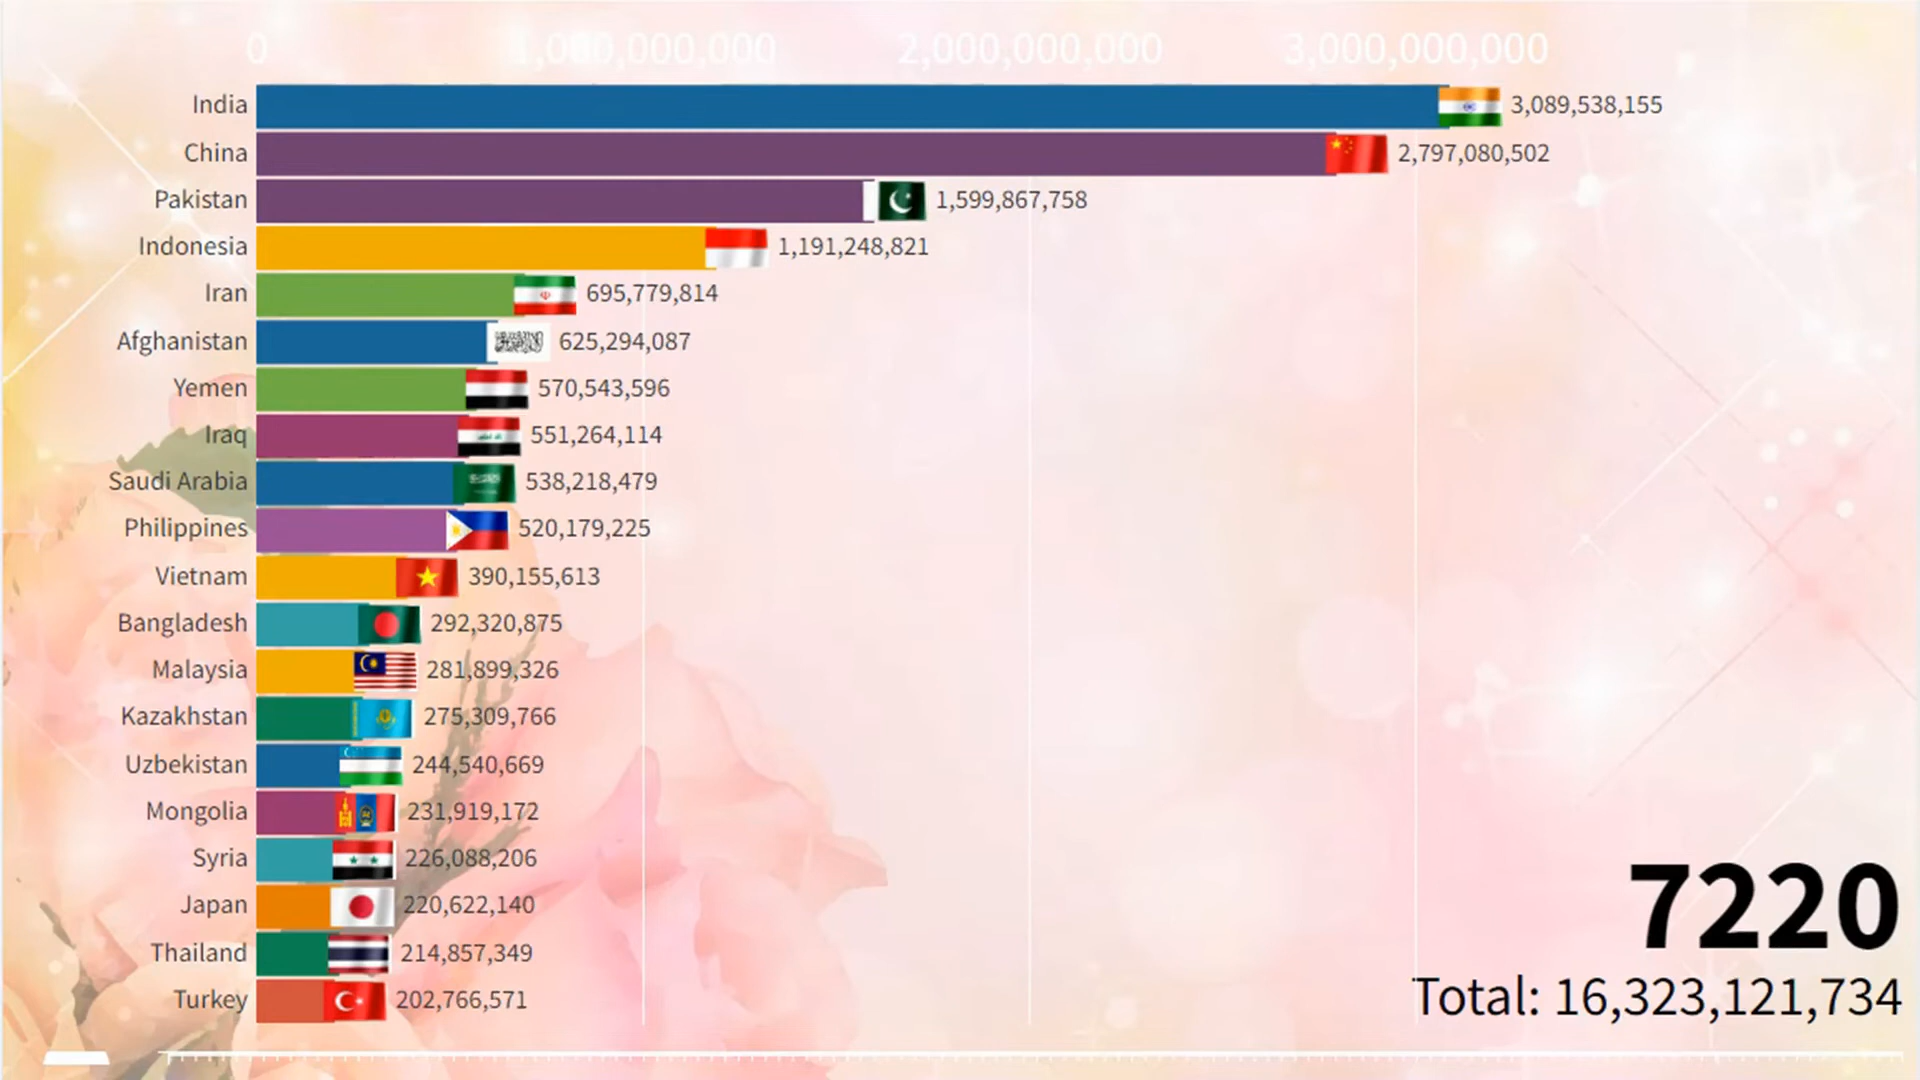 0 1,000,000,000 2,000,000,000 3,000,000,000
India 3,089,538,155
China 2,797,080,502
Pakistan 1,599,867,758
Indonesia 1,191,248,821
Iran 695,779,814
Afghanistan 625,294,087
Yemen 570,543,596
Iraq 551,264,114
Saudi Arabia 538,218,479
Philippines 520,179,225
Vietnam 390,155,613
Bangladesh 292,320,875
Malaysia 281,899,326
Kazakhstan 275,309,766
Uzbekistan 244,540,669
Mongolia 231,919,172
Syria 226,088,206
Japan 220,622,140
Thailand 214,857,349
Turkey 202,766,571
7220
Total: 16,323,121,734